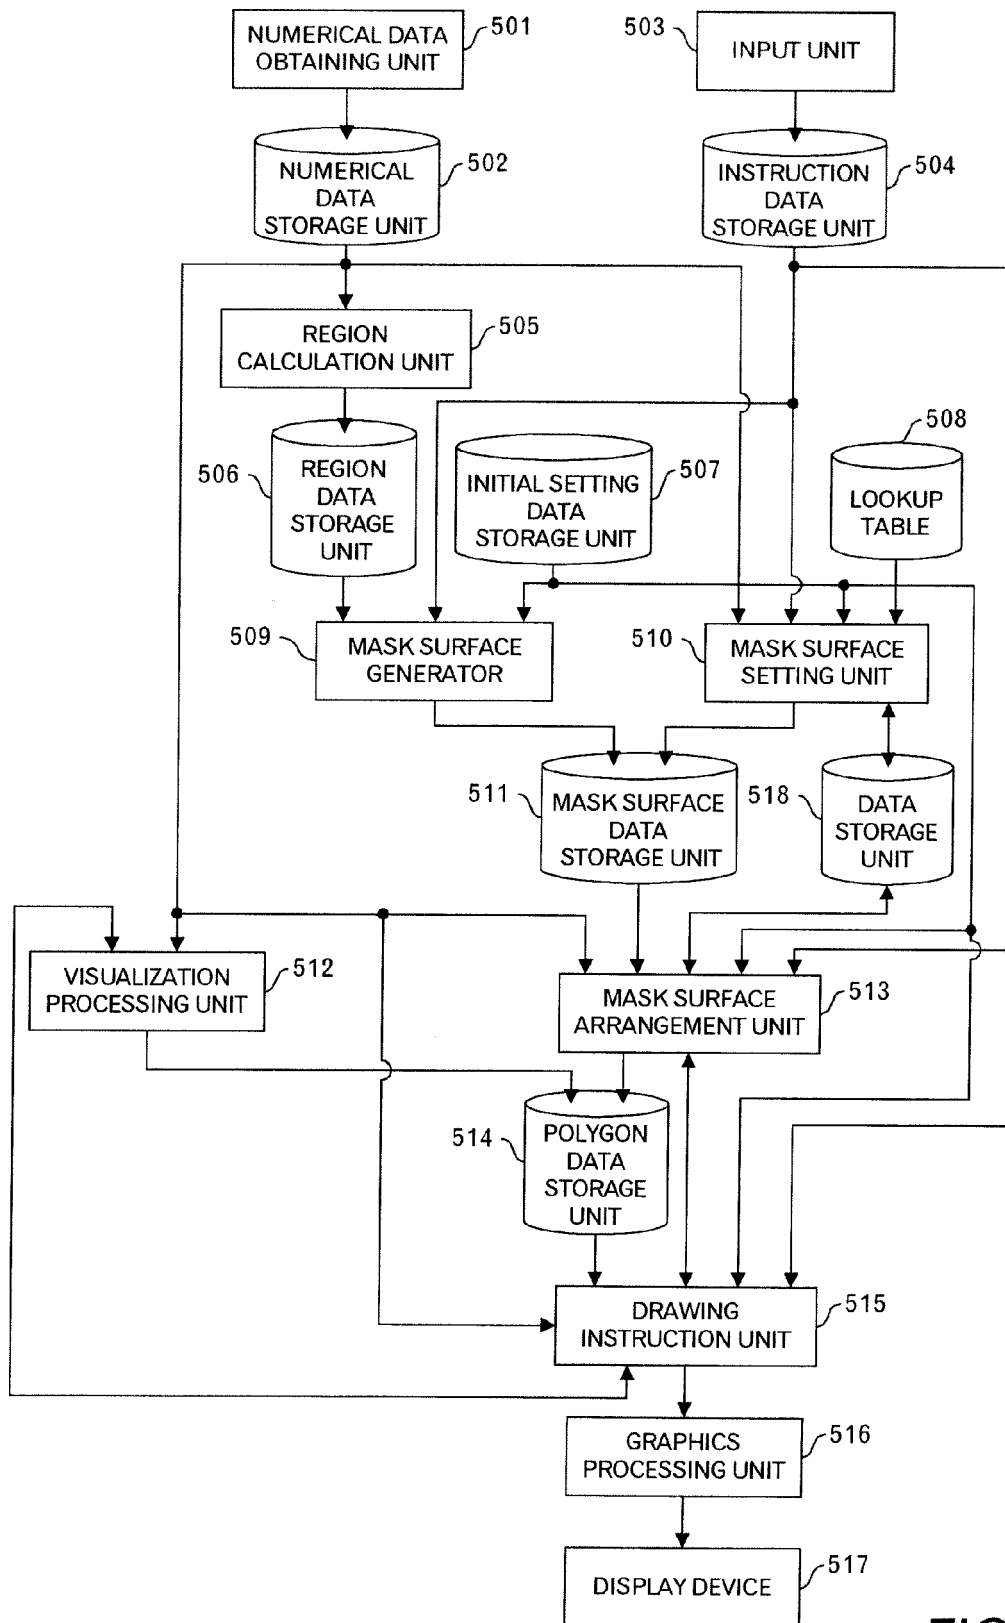 NUMERICAL DATA
OBTAINING UNIT
501
503
INPUT UNIT
NUMERICAL
DATA
STORAGE UNIT
502
INSTRUCTION
DATA
STORAGE UNIT
504
REGION
CALCULATION UNIT
505
506
REGION
DATA
STORAGE
UNIT
INITIAL SETTING
DATA
STORAGE UNIT
507
508
LOOKUP
TABLE
509
MASK SURFACE
GENERATOR
510
MASK SURFACE
SETTING UNIT
511
MASK SURFACE
DATA
STORAGE UNIT
518
DATA
STORAGE
UNIT
VISUALIZATION
PROCESSING UNIT
512
MASK SURFACE
ARRANGEMENT UNIT
513
514
POLYGON
DATA
STORAGE
UNIT
DRAWING
INSTRUCTION UNIT
515
GRAPHICS
PROCESSING UNIT
516
DISPLAY DEVICE
517